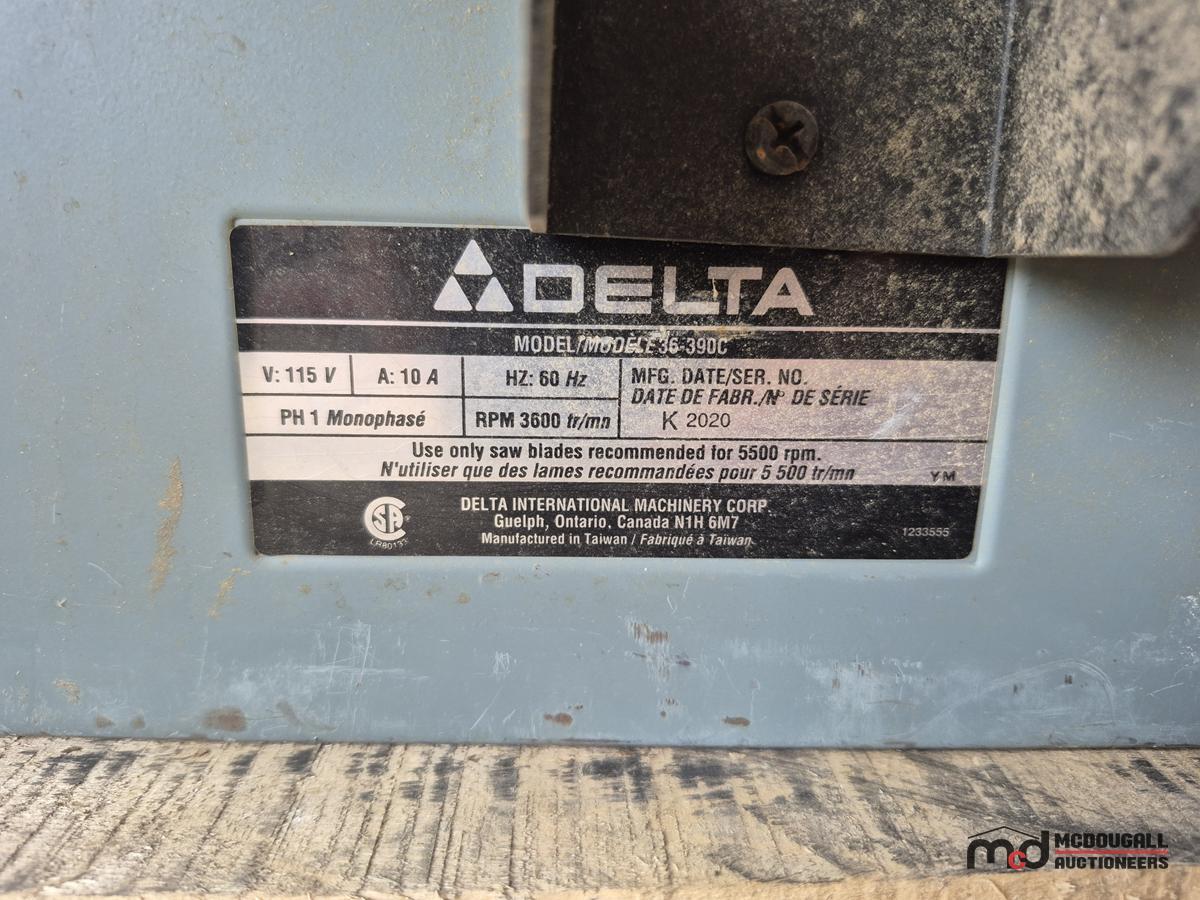 DELTA
MODEL/MODÈLE 36-390C
V: 115 V
A: 10 A
HZ: 60 Hz
MFG. DATE/SER. NO.
DATE DE FABR./Nº DE SÉRIE
PH 1 Monophasé
RPM 3600 tr/mn
K 2020
Use only saw blades recommended for 5500 rpm.
N'utiliser que des lames recommandées pour 5 500 tr/mn
YM
SA
LR80133
DELTA INTERNATIONAL MACHINERY CORP.
Guelph, Ontario, Canada N1H 6M7
Manufactured in Taiwan / Fabriqué à Taiwan
1233555
mcd MCDOUGALL
AUCTIONEERS